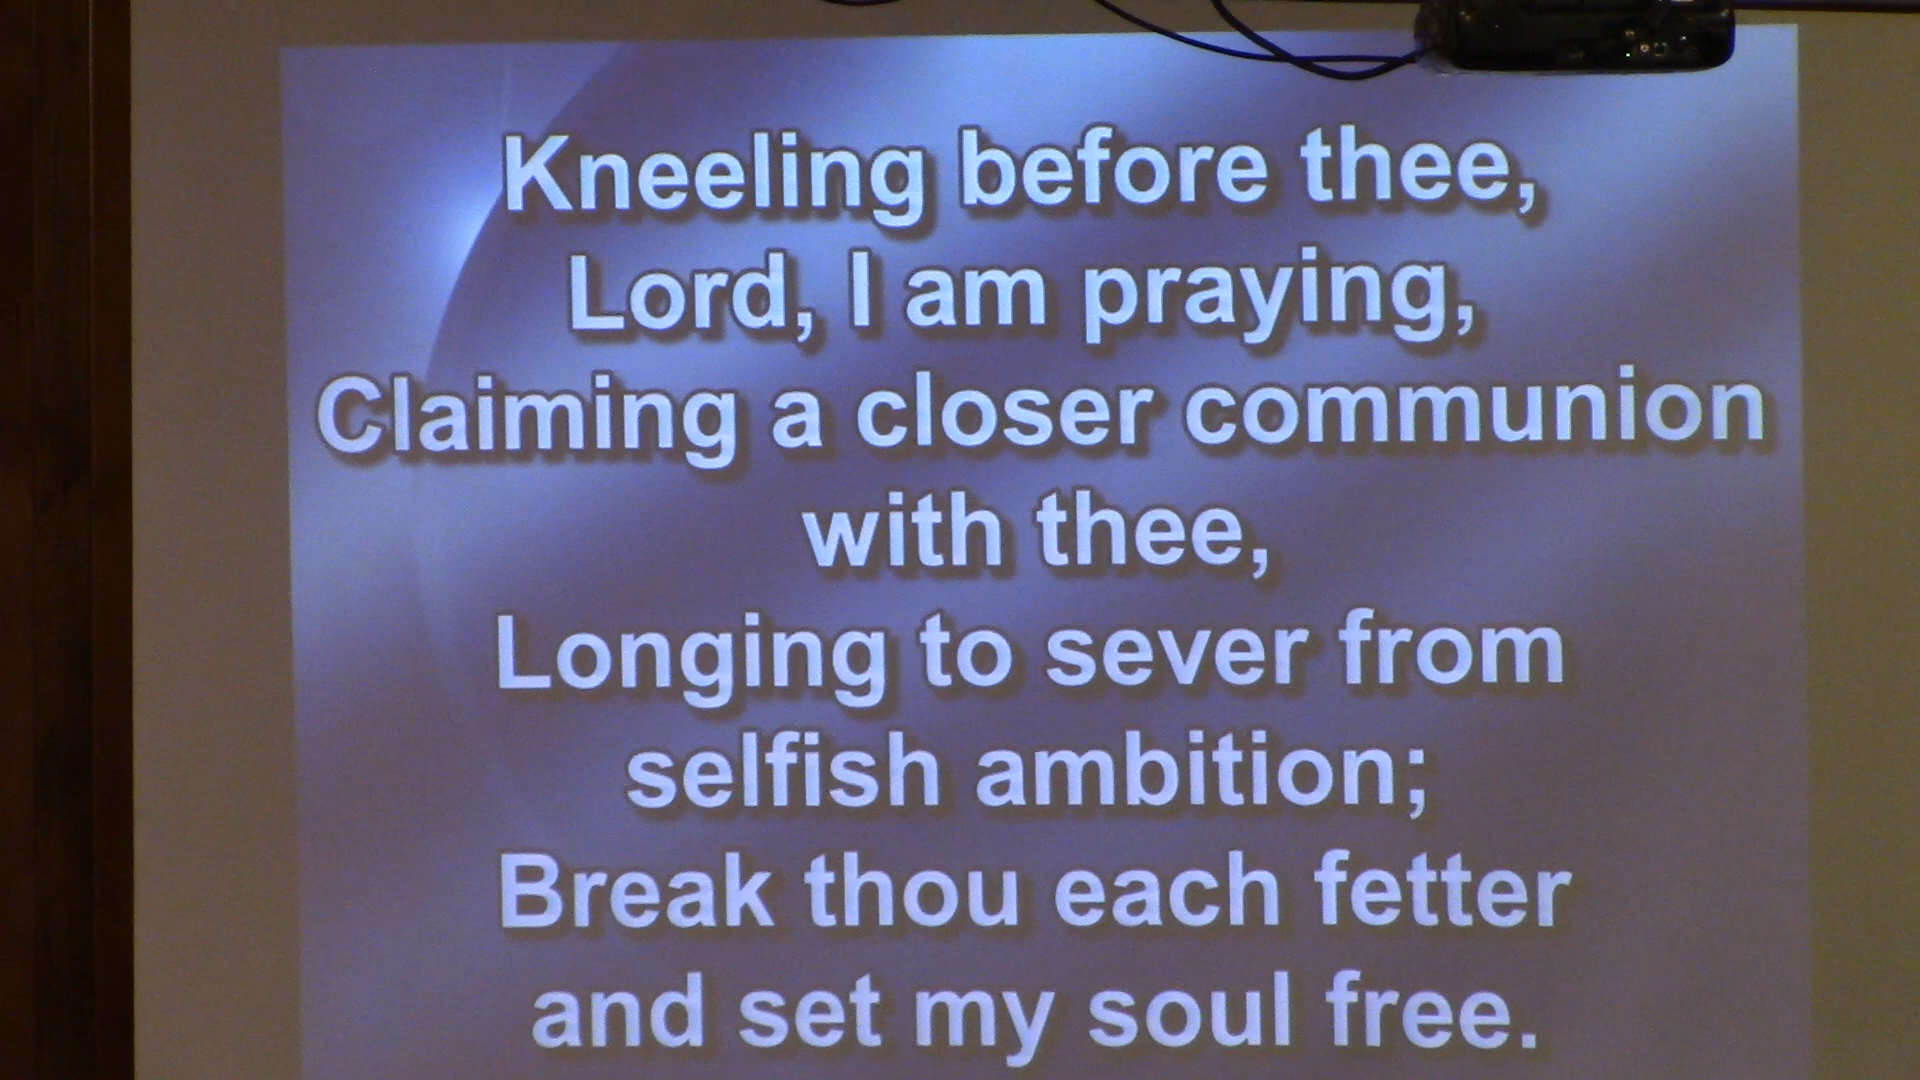 Kneeling before thee,
Lord, I am praying,
Claiming a closer communion
with thee,
Longing to sever from
selfish ambition;
Break thou each fetter
and set my soul free.